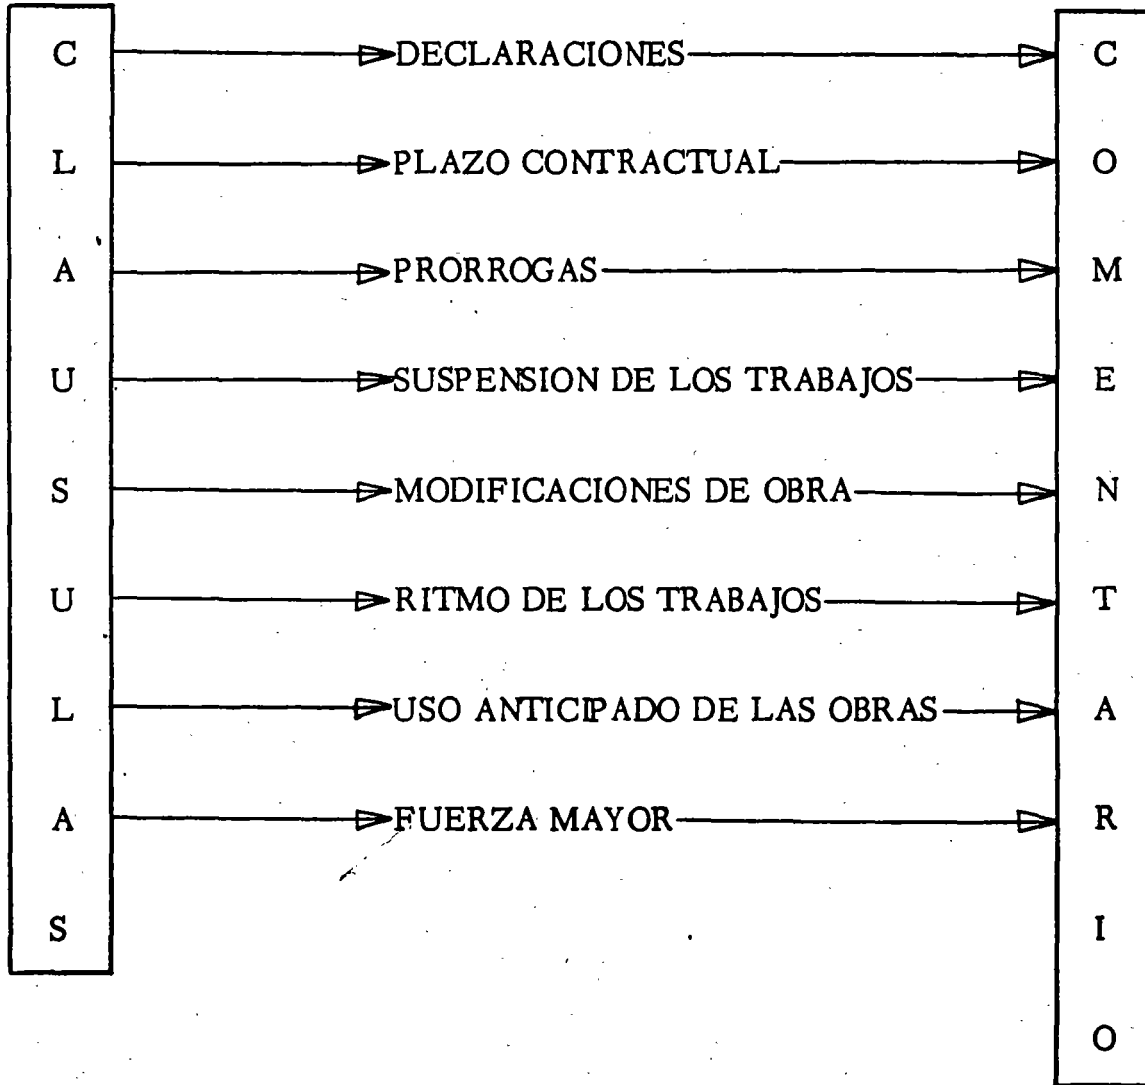 C DECLARACIONES C
L PLAZO CONTRACTUAL O
A PRORROGAS M
U SUSPENSION DE LOS TRABAJOS E
S MODIFICACIONES DE OBRA N
U RITMO DE LOS TRABAJOS T
L USO ANTICIPADO DE LAS OBRAS A
A FUERZA MAYOR R
S I
O